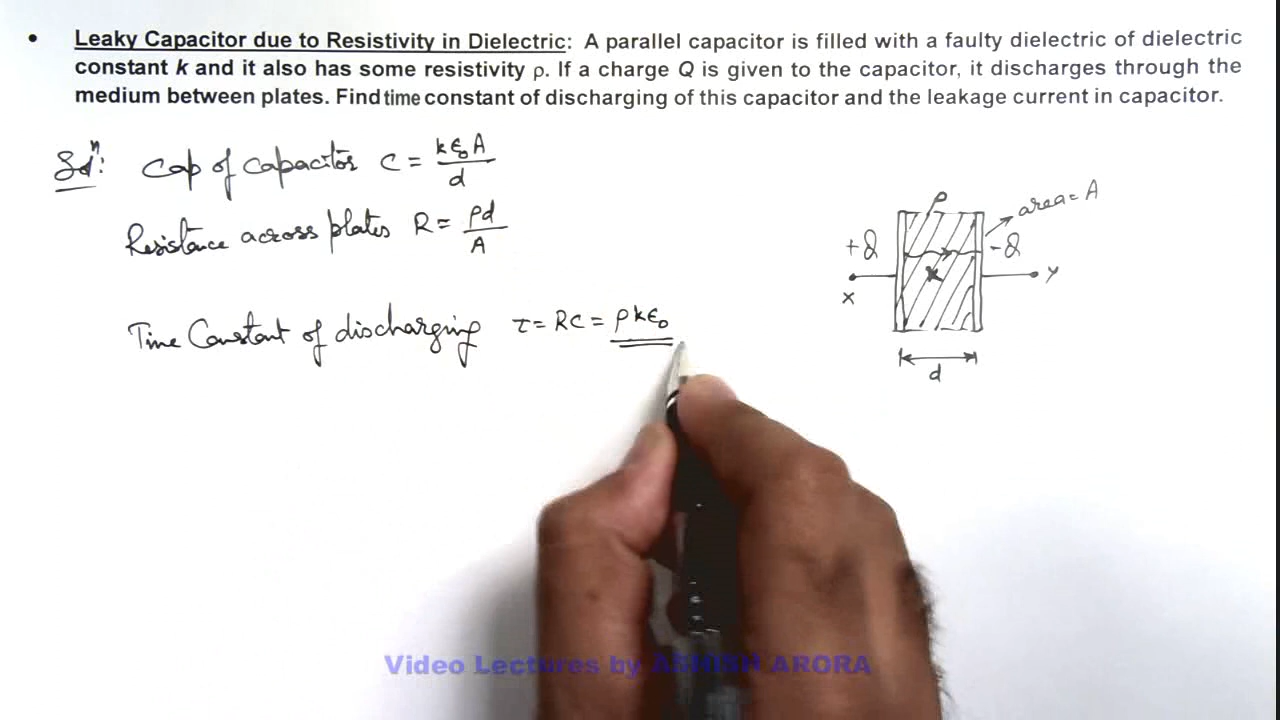 • Leaky Capacitor due to Resistivity in Dielectric: A parallel capacitor is filled with a faulty dielectric of dielectric
constant k and it also has some resistivity ρ. If a charge Q is given to the capacitor, it discharges through the
medium between plates. Find time constant of discharging of this capacitor and the leakage current in capacitor.
Solⁿ: Cap of capacitor C = kε₀A/d
Resistance across plates R = ρd/A
Time Constant of discharging τ = RC = ρkε₀
ρ
area = A
+Q
-Q
k
x
y
d
Video Lectures by ASHISH ARORA